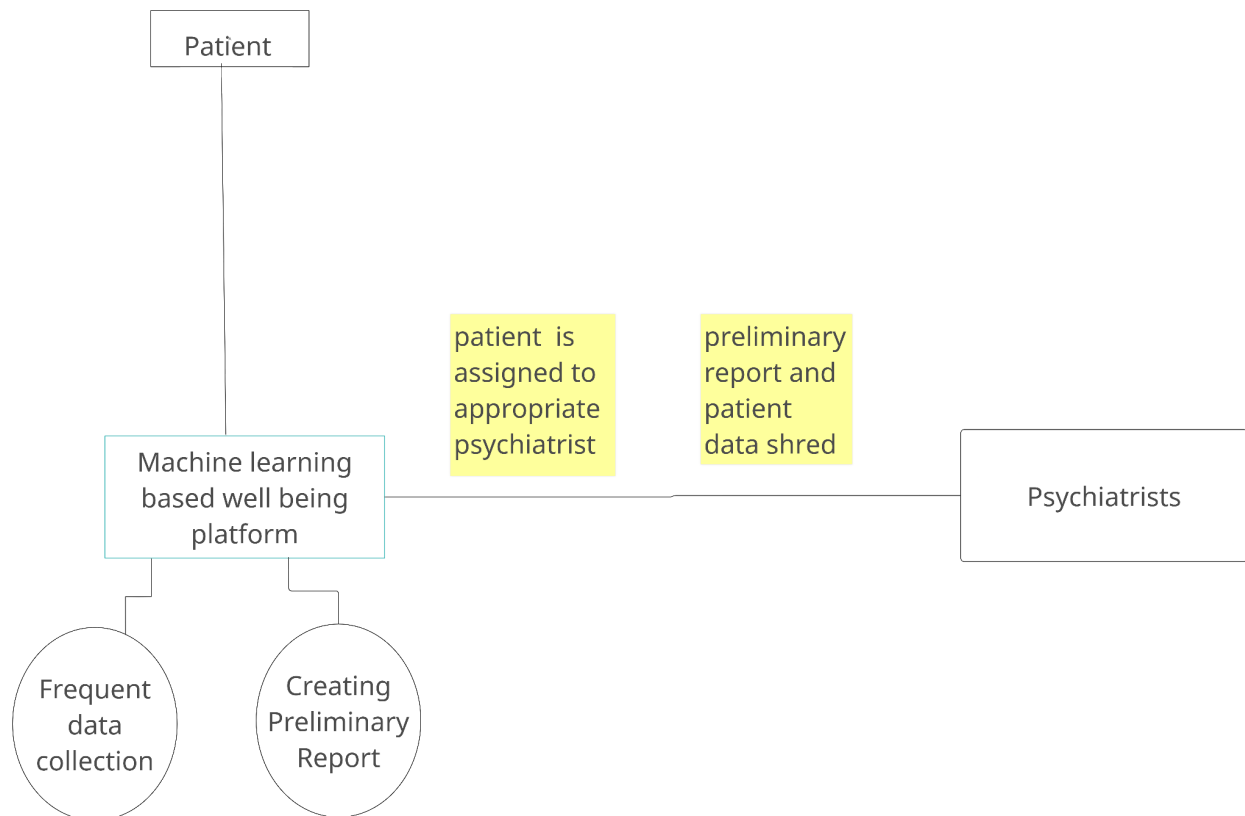 Patient
patient  is
assigned to
appropriate
psychiatrist
preliminary
report and
patient
data shred
Machine learning
based well being
platform
Psychiatrists
Frequent
data
collection
Creating
Preliminary
Report